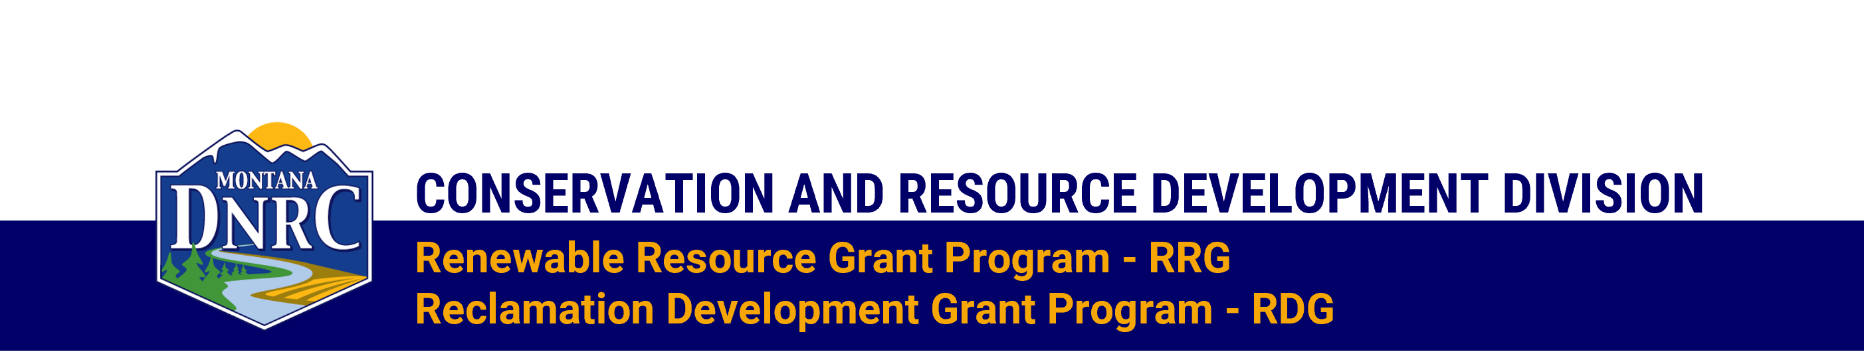 MONTANA
DNRC
CONSERVATION AND RESOURCE DEVELOPMENT DIVISION
Renewable Resource Grant Program - RRG
Reclamation Development Grant Program - RDG